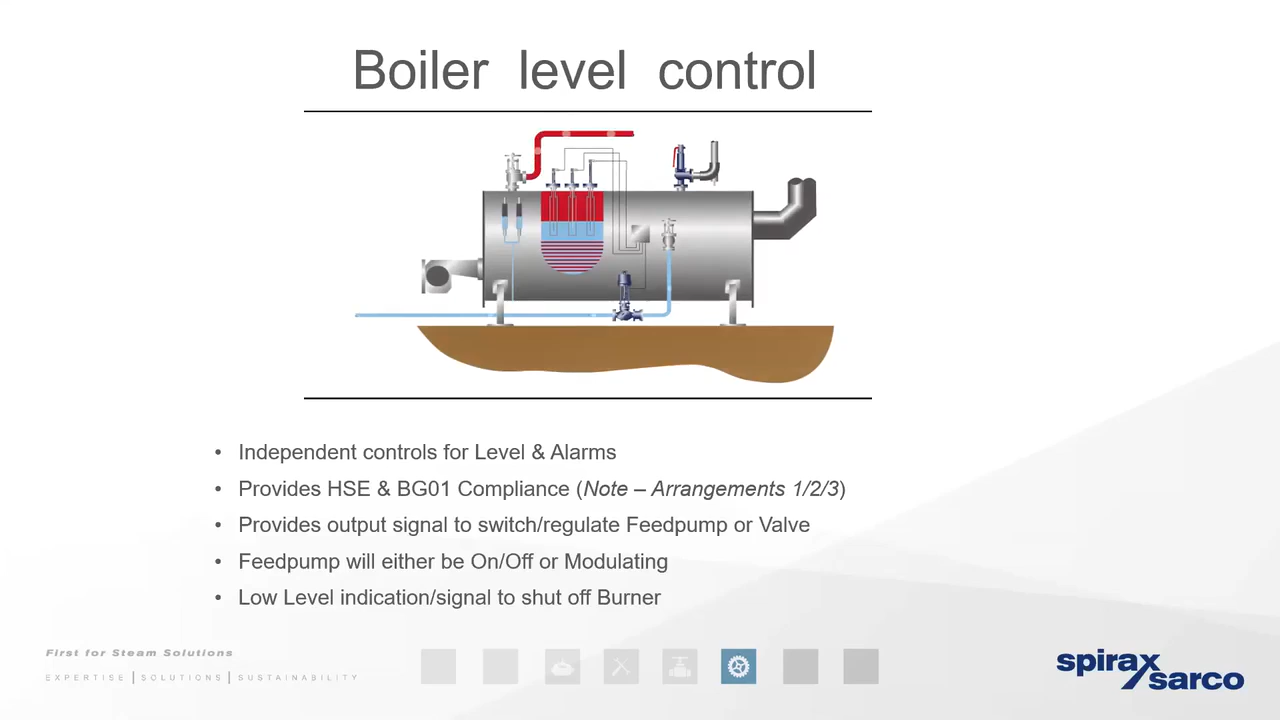 Boiler level control
• Independent controls for Level & Alarms
• Provides HSE & BG01 Compliance (Note – Arrangements 1/2/3)
• Provides output signal to switch/regulate Feedpump or Valve
• Feedpump will either be On/Off or Modulating
• Low Level indication/signal to shut off Burner
First for Steam Solutions
EXPERTISE | SOLUTIONS | SUSTAINABILITY
spirax
sarco